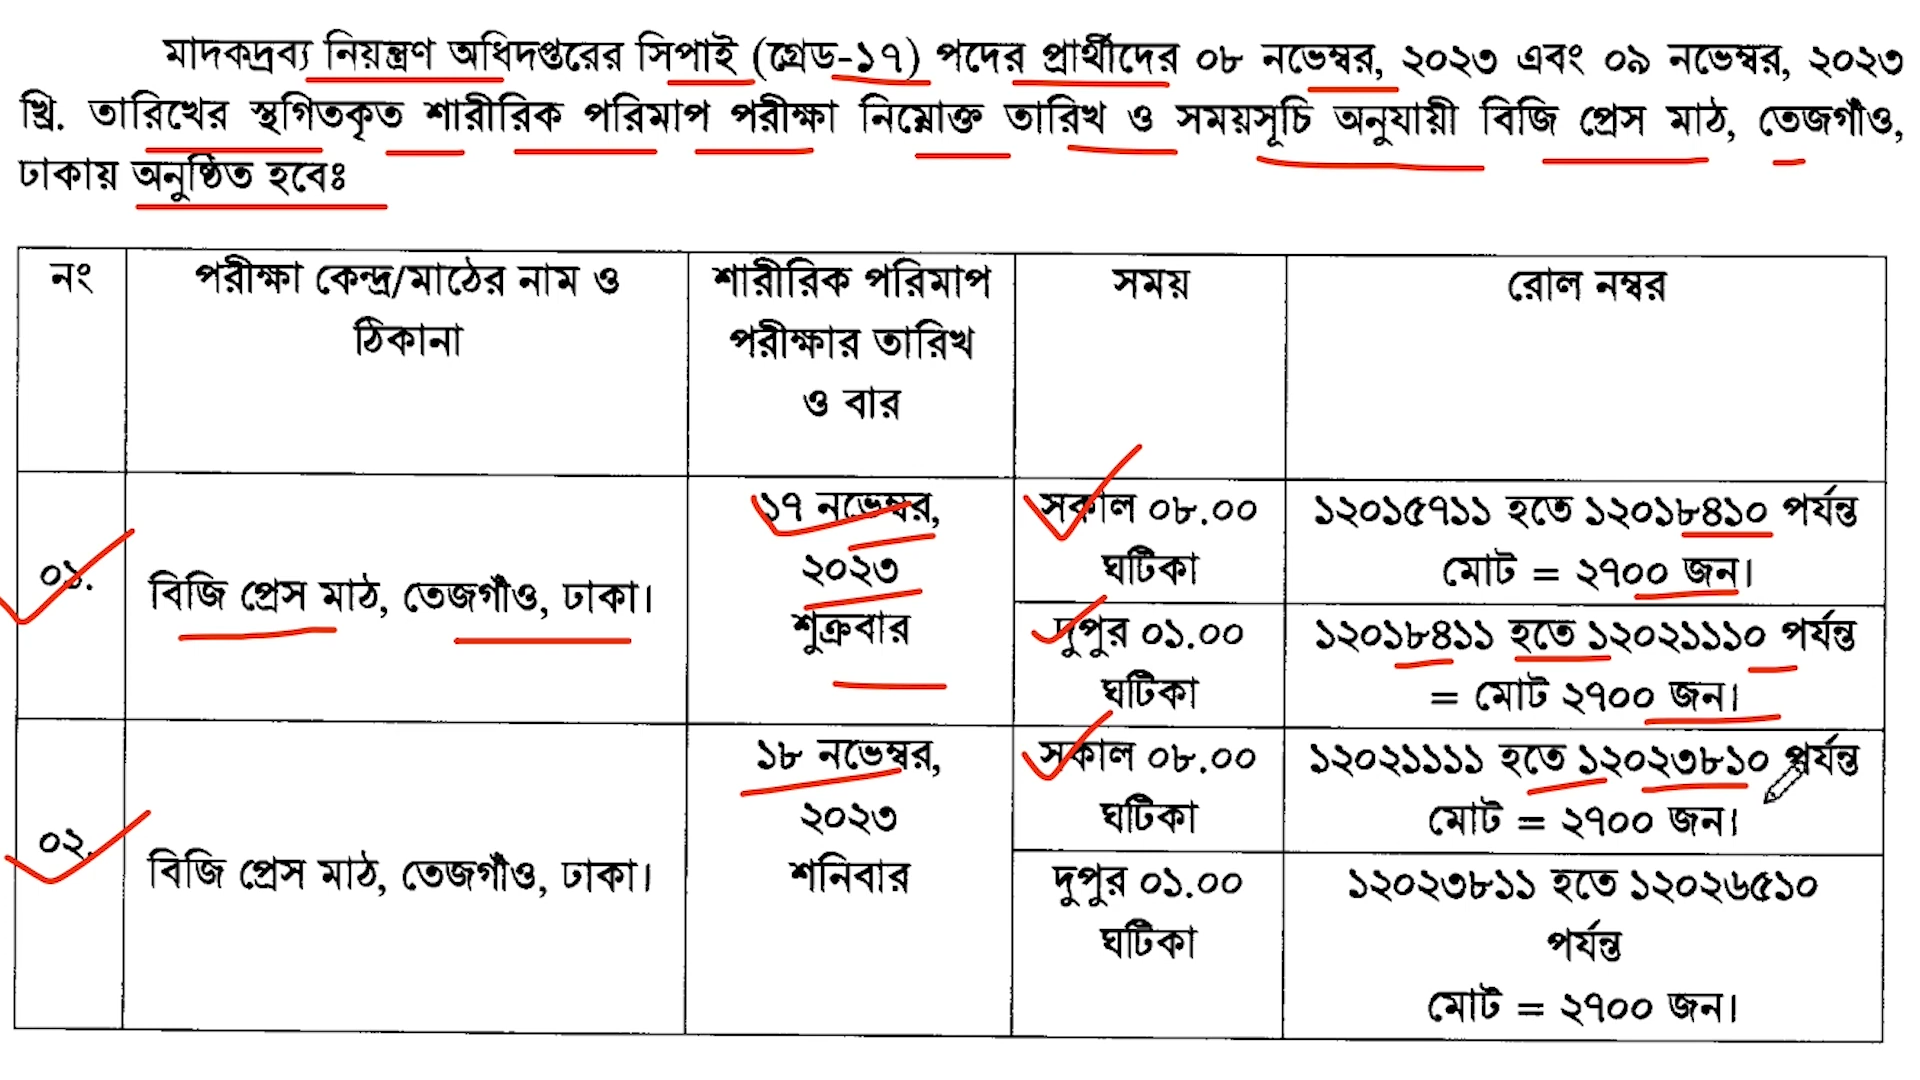 মাদকদ্রব্য নিয়ন্ত্রণ অধিদপ্তরের সিপাই (গ্রেড-১৭) পদের প্রার্থীদের ০৮ নভেম্বর, ২০২৩ এবং ০৯ নভেম্বর, ২০২৩
খ্রি. তারিখের স্থগিতকৃত শারীরিক পরিমাপ পরীক্ষা নিম্নোক্ত তারিখ ও সময়সূচি অনুযায়ী বিজি প্রেস মাঠ, তেজগাঁও,
ঢাকায় অনুষ্ঠিত হবেঃ
নং
পরীক্ষা কেন্দ্র/মাঠের নাম ও
ঠিকানা
শারীরিক পরিমাপ
পরীক্ষার তারিখ
ও বার
সময়
রোল নম্বর
০১.
বিজি প্রেস মাঠ, তেজগাঁও, ঢাকা।
১৭ নভেম্বর,
২০২৩
শুক্রবার
সকাল ০৮.০০
ঘটিকা
১২০১৫৭১১ হতে ১২০১৮৪১০ পর্যন্ত
মোট = ২৭০০ জন।
দুপুর ০১.০০
ঘটিকা
১২০১৮৪১১ হতে ১২০২১১১০ পর্যন্ত
= মোট ২৭০০ জন।
০২.
বিজি প্রেস মাঠ, তেজগাঁও, ঢাকা।
১৮ নভেম্বর,
২০২৩
শনিবার
সকাল ০৮.০০
ঘটিকা
১২০২১১১১ হতে ১২০২৩৮১০ পর্যন্ত
মোট = ২৭০০ জন।
দুপুর ০১.০০
ঘটিকা
১২০২৩৮১১ হতে ১২০২৬৫১০
পর্যন্ত
মোট = ২৭০০ জন।